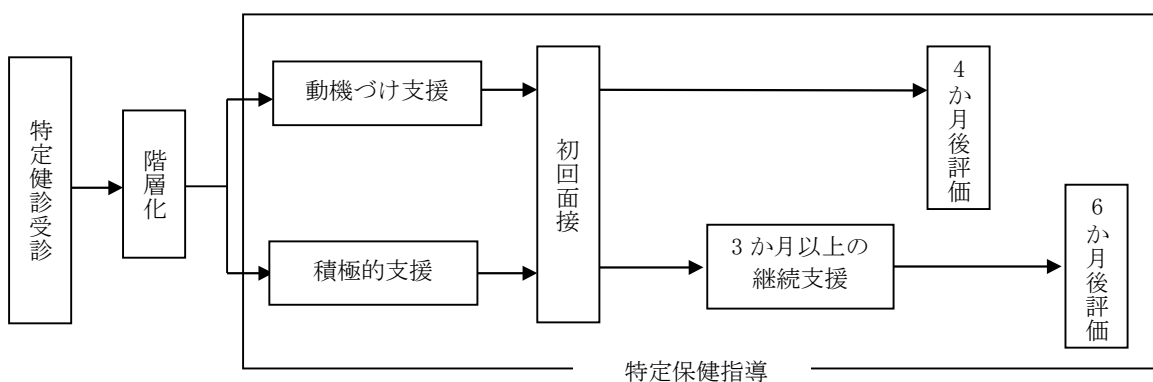 特定健診受診
階層化
動機づけ支援
積極的支援
初回面接
3か月以上の
継続支援
4か月後評価
6か月後評価
特定保健指導